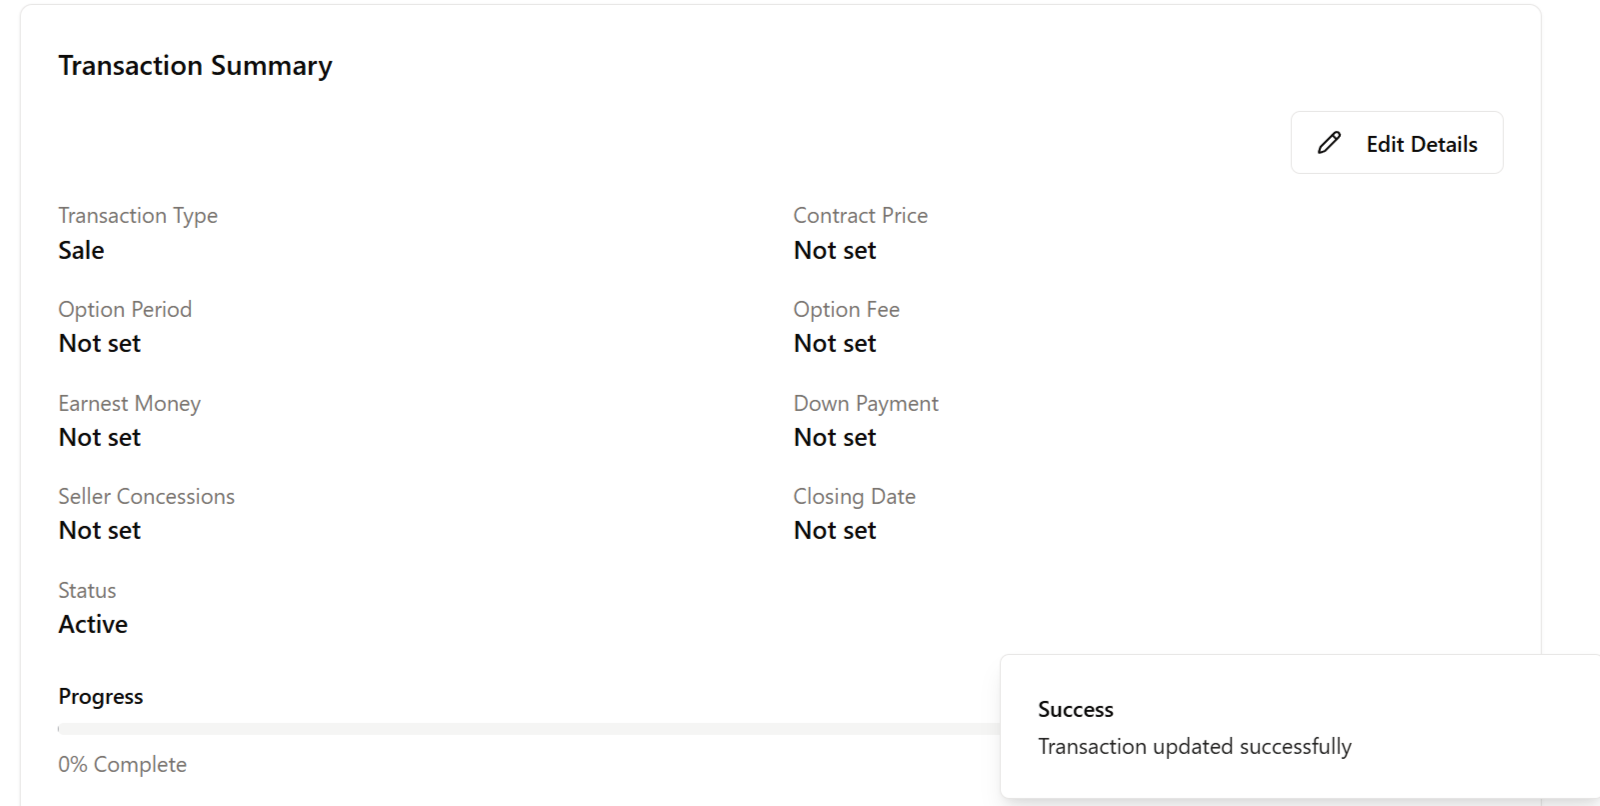 Transaction Summary
Edit Details
Transaction Type
Sale
Contract Price
Not set
Option Period
Not set
Option Fee
Not set
Earnest Money
Not set
Down Payment
Not set
Seller Concessions
Not set
Closing Date
Not set
Status
Active
Progress
0% Complete
Success
Transaction updated successfully